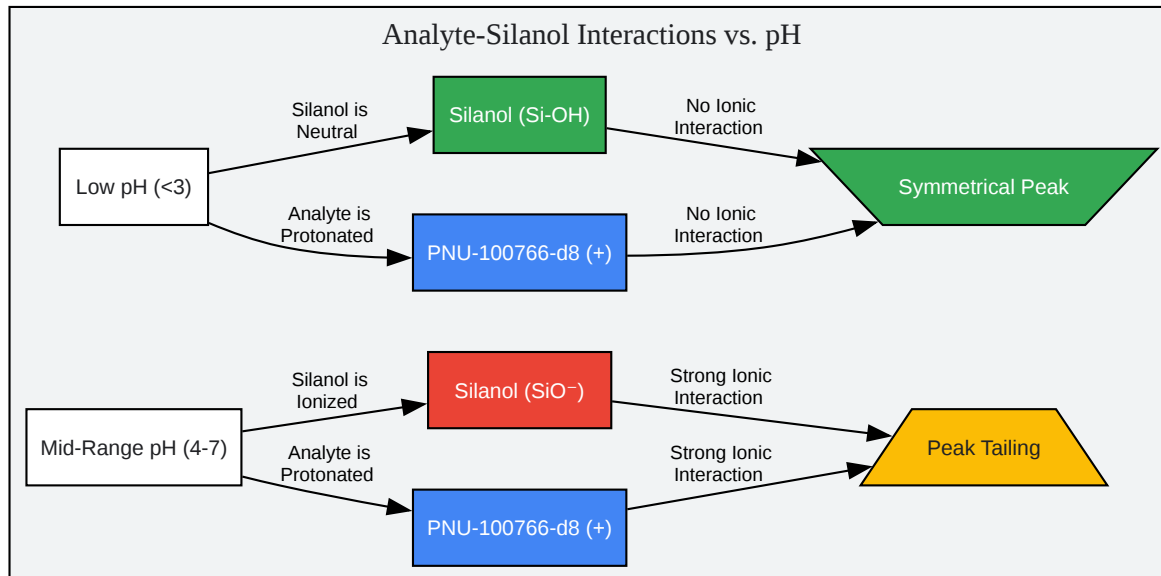 Analyte-Silanol Interactions vs. pH
Silanol is
Neutral
Silanol (Si-OH)
No Ionic
Interaction
Low pH (<3)
Symmetrical Peak
Analyte is
Protonated
PNU-100766-d8 (+)
No Ionic
Interaction
Silanol is
Ionized
Silanol (SiO⁻)
Strong Ionic
Interaction
Mid-Range pH (4-7)
Peak Tailing
Analyte is
Protonated
PNU-100766-d8 (+)
Strong Ionic
Interaction